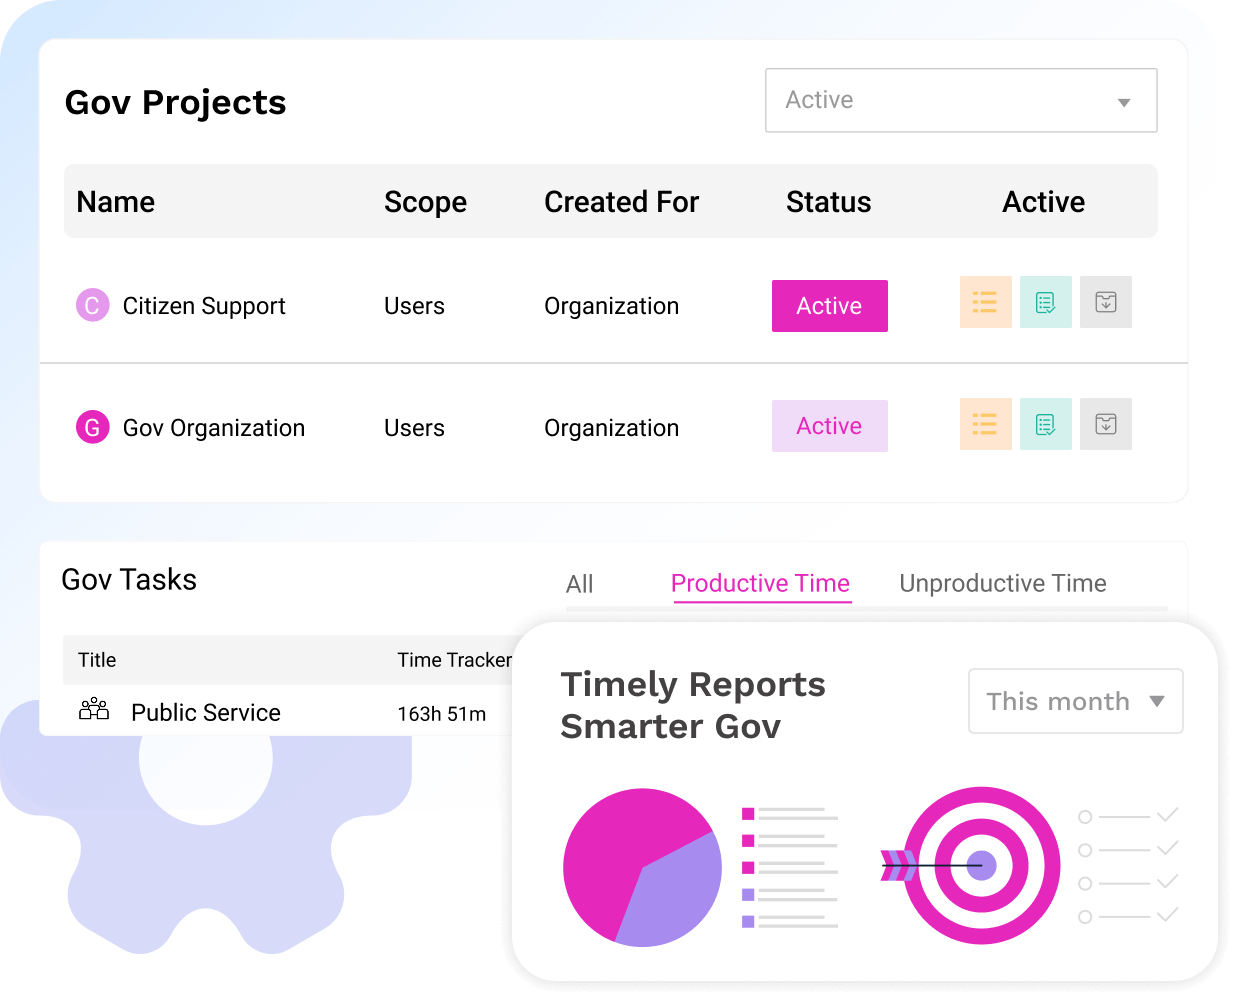 Gov Projects
Active
Name Scope Created For Status Active
C Citizen Support Users Organization Active
G Gov Organization Users Organization Active
Gov Tasks
All Productive Time Unproductive Time
Title Time Tracker
Public Service 163h 51m
Timely Reports
Smarter Gov
This month